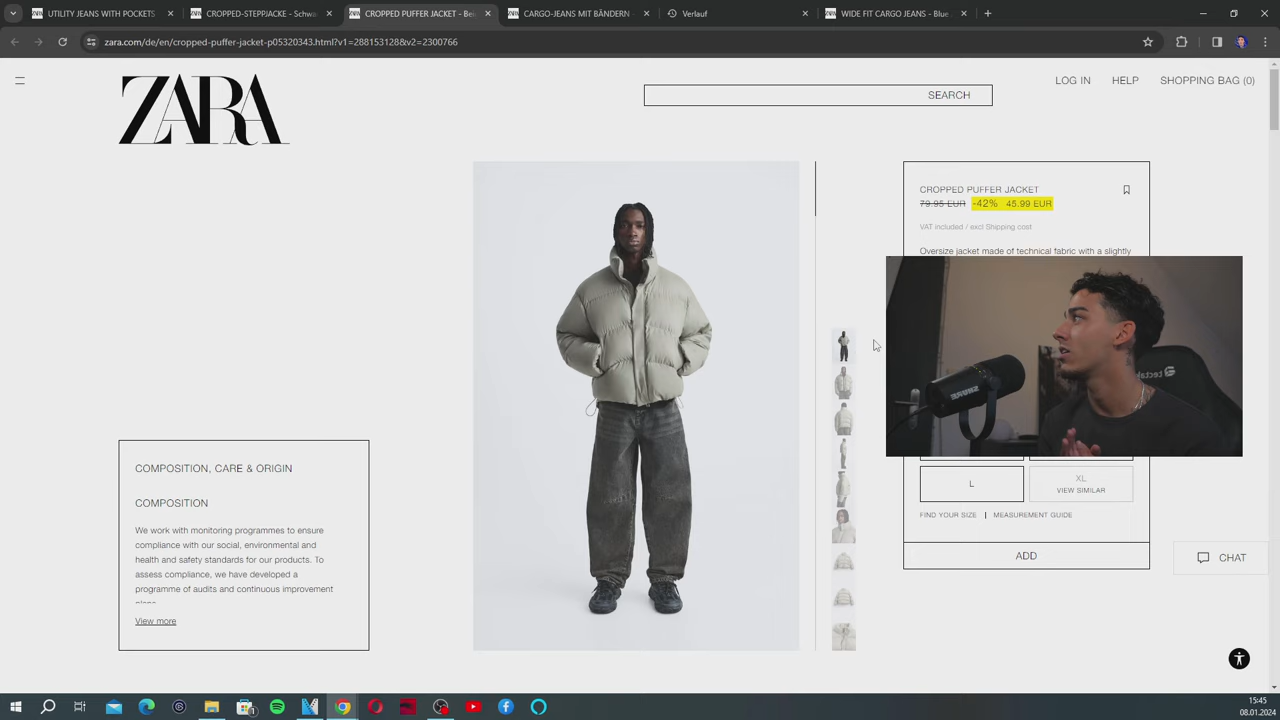 UTILITY JEANS WITH POCKETS
CROPPED-STEPPJACKE - Schwa
CROPPED PUFFER JACKET - Bei
CARGO-JEANS MIT BÄNDERN -
Verlauf
WIDE FIT CARGO JEANS - Blue
zara.com/de/en/cropped-puffer-jacket-p05320343.html?v1=288153128&v2=2300766
ZARA
SEARCH
LOG IN
HELP
SHOPPING BAG (0)
CROPPED PUFFER JACKET
79.95 EUR -42% 45.99 EUR
VAT included / excl Shipping cost
Oversize jacket made of technical fabric with a slightly
SHURE
L
XL
VIEW SIMILAR
FIND YOUR SIZE | MEASUREMENT GUIDE
ADD
CHAT
COMPOSITION, CARE & ORIGIN
COMPOSITION
We work with monitoring programmes to ensure
compliance with our social, environmental and
health and safety standards for our products. To
assess compliance, we have developed a
programme of audits and continuous improvement
plans.
View more
15:45
08.01.2024